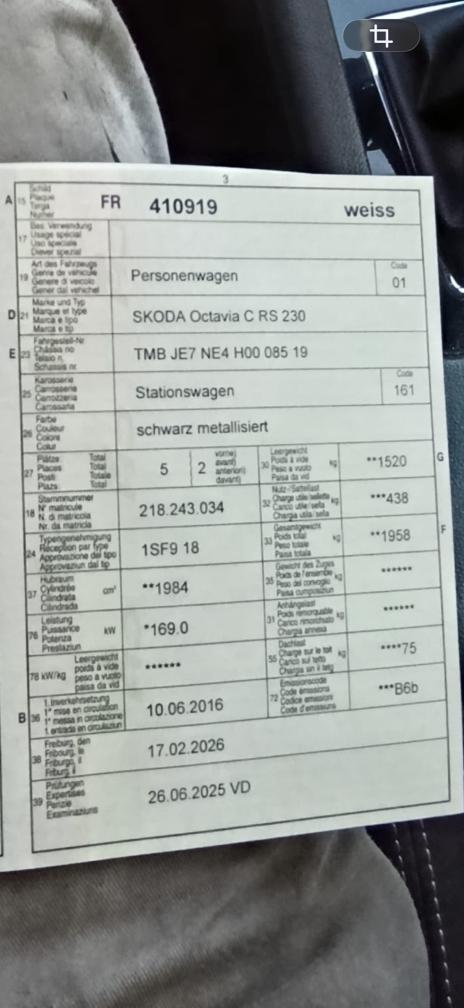 3
A 15 Schild Plaque Targa Numer FR 410919 weiss
17 Bes. Verwendung Usage spécial Uso speciale Diever spezial
19 Art des Fahrzeugs Genre de véhicule Genere di veicolo Gener dal vehichel Personenwagen Code 01
D 21 Marke und Typ Marque et type Marca e tipo Marca e tip SKODA Octavia C RS 230
E 23 Fahrgestell-Nr Châssis no Telaio n. Schassis nr. TMB JE7 NE4 H00 085 19
25 Karosserie Carrosserie Carrozzeria Carossaria Stationswagen Code 161
26 Farbe Couleur Colore Colur schwarz metallisiert
27 Plätze Places Posti Plazs Total Totale Totale Total 5 2 vorne) avant) anteriori) davant) 30 Leergewicht Poids à vide Peso a vuoto Paisa da vid kg **1520 G
18 Stammnummer N° matricule N. di matricola Nr. da matricla 218.243.034 32 Nutz-/Sattellast Charge utile/sellette Carico utile/sella Chargia utila/sella kg ***438
24 Typengenehmigung Réception par type Approvazione del tipo Approvaziun dal tip 1SF9 18 33 Gesamtgewicht Poids total Peso totale Paisa totala kg **1958 F
37 Hubraum Cylindrée Cilindrata Cilindrada cm³ **1984 35 Gewicht des Zuges Poids de l'ensemble Peso del convoglio Paisa cumposiziun kg ******
76 Leistung Puissance Potenza Prestaziun kW *169.0 31 Anhängelast Poids remorquable Carico rimorchiato Chargia annexa kg ******
78 kW/kg Leergewicht poids à vide peso a vuoto paisa da vid ****** 55 Dachlast Charge sur le toit Carico sul tetto Chargia sin il tetg kg ****75
B 36 1. Inverkehrsetzung 1re mise en circulation 1a messa in circolazione 1. entrada en circulaziun 10.06.2016 72 Emissionscode Code émissions Codice emissioni Code d'emissiuns ***B6b
38 Freiburg, den Fribourg, le Friburgo, il Friburg, il 17.02.2026
39 Prüfungen Expertises Perizie Examinaziuns 26.06.2025 VD